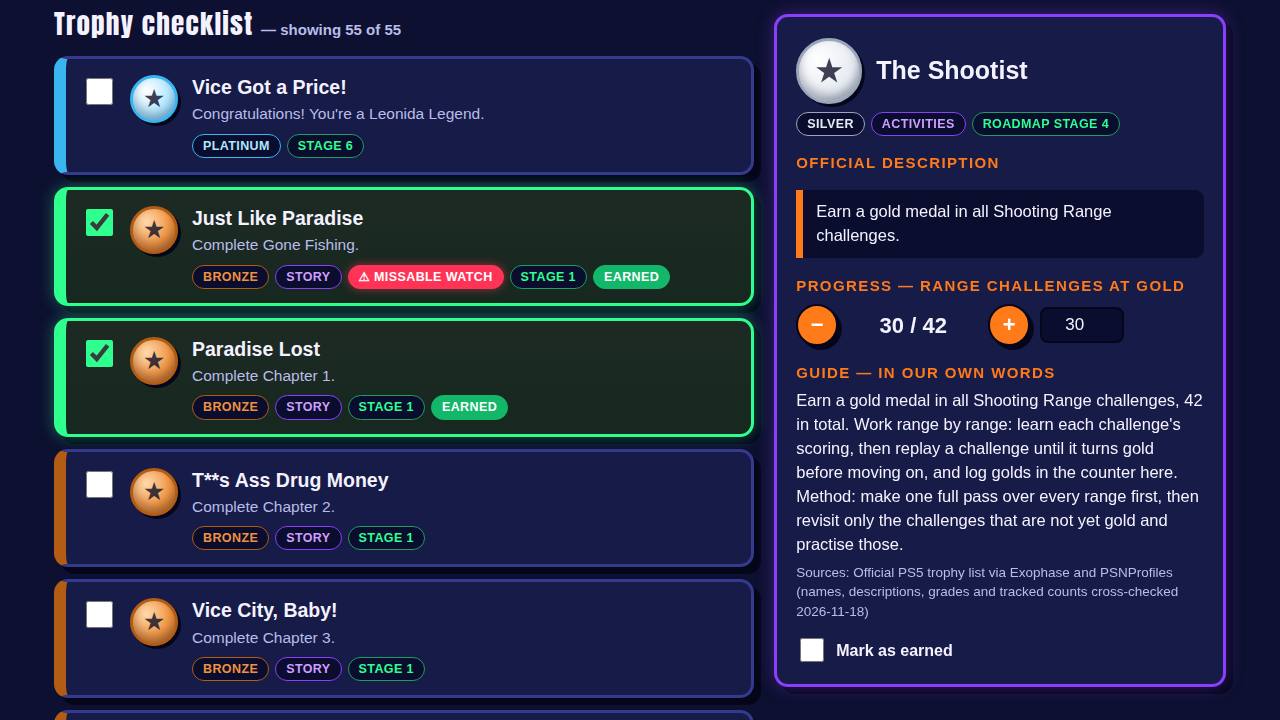 Trophy checklist — showing 55 of 55
Vice Got a Price!
Congratulations! You're a Leonida Legend.
PLATINUM STAGE 6
Just Like Paradise
Complete Gone Fishing.
BRONZE STORY ⚠ MISSABLE WATCH STAGE 1 EARNED
Paradise Lost
Complete Chapter 1.
BRONZE STORY STAGE 1 EARNED
T**s Ass Drug Money
Complete Chapter 2.
BRONZE STORY STAGE 1
Vice City, Baby!
Complete Chapter 3.
BRONZE STORY STAGE 1
The Shootist
SILVER ACTIVITIES ROADMAP STAGE 4
OFFICIAL DESCRIPTION
Earn a gold medal in all Shooting Range
challenges.
PROGRESS — RANGE CHALLENGES AT GOLD
− 30 / 42 + 30
GUIDE — IN OUR OWN WORDS
Earn a gold medal in all Shooting Range challenges, 42
in total. Work range by range: learn each challenge's
scoring, then replay a challenge until it turns gold
before moving on, and log golds in the counter here.
Method: make one full pass over every range first, then
revisit only the challenges that are not yet gold and
practise those.
Sources: Official PS5 trophy list via Exophase and PSNProfiles
(names, descriptions, grades and tracked counts cross-checked
2026-11-18)
Mark as earned